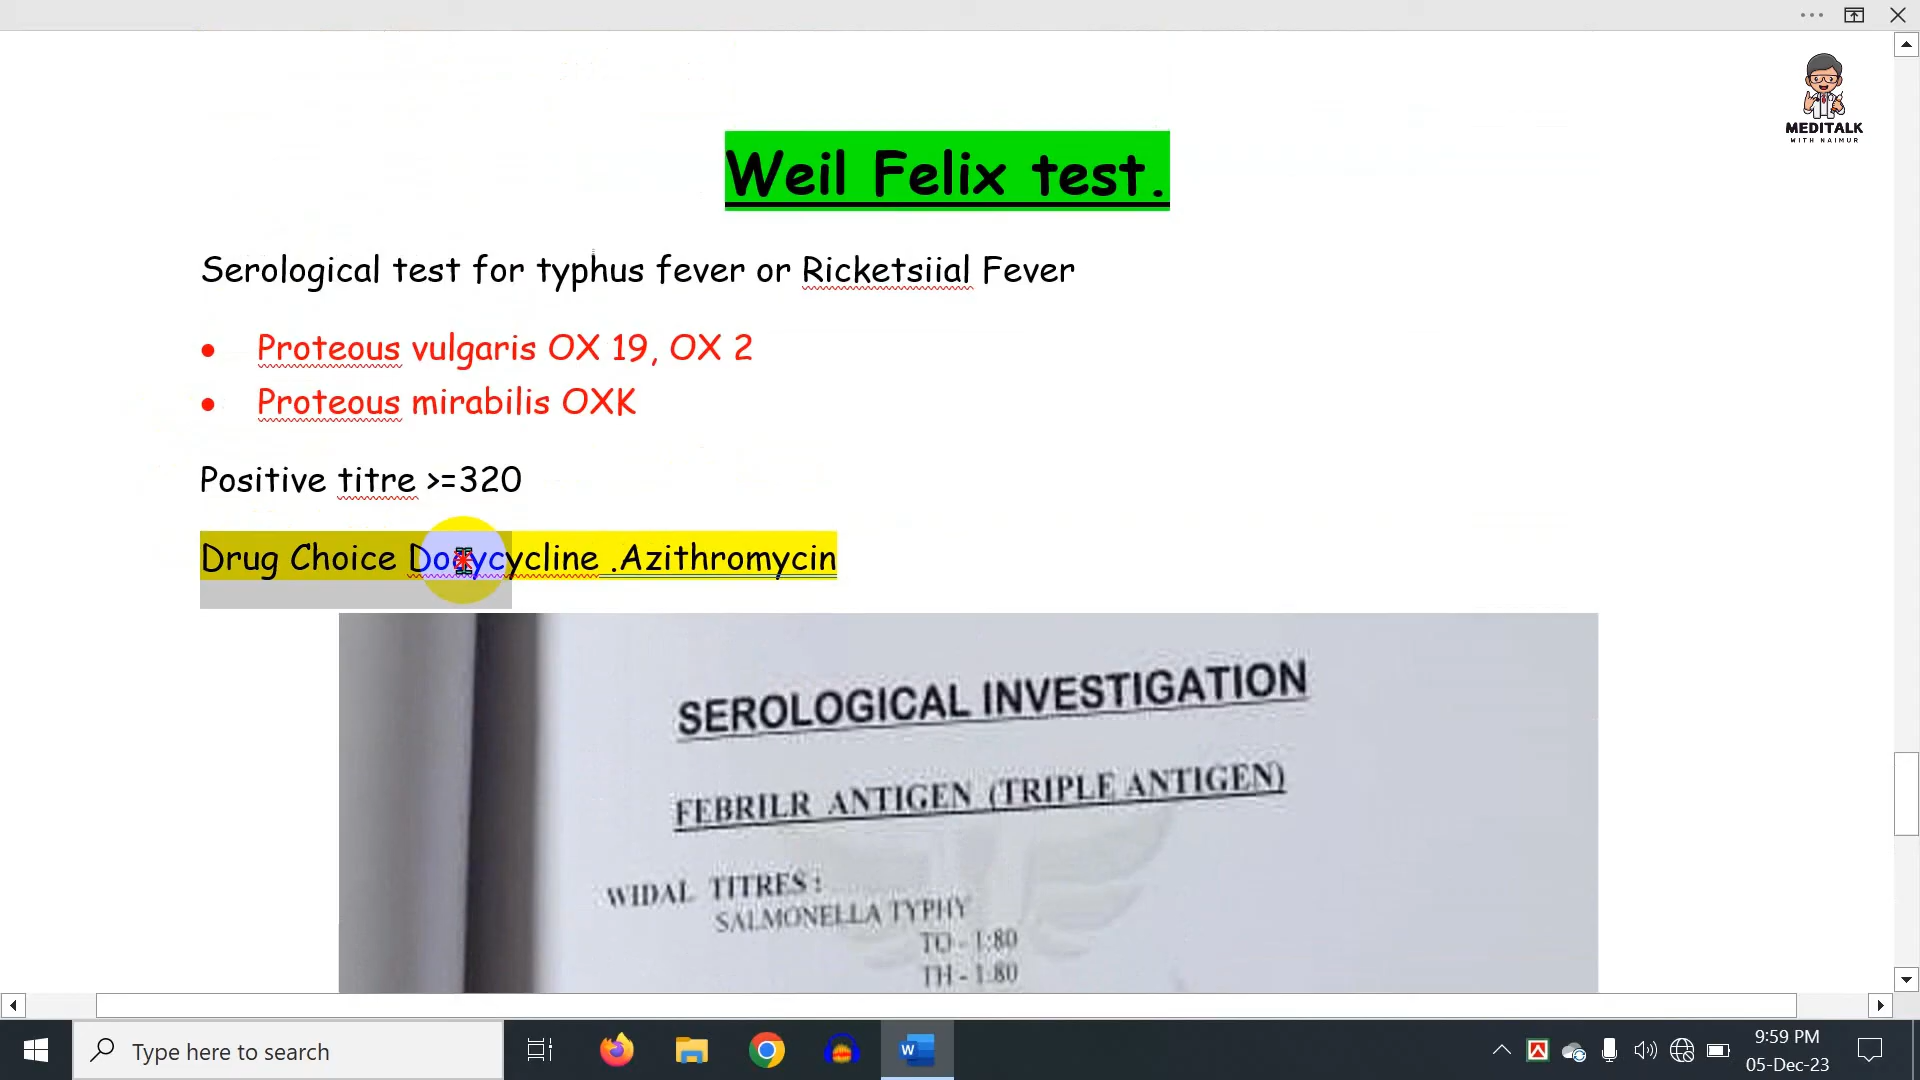 MEDITALK
WITH NAIMUR
Weil Felix test.
Serological test for typhus fever or Ricketsiial Fever
• Proteous vulgaris OX 19, OX 2
• Proteous mirabilis OXK
Positive titre >=320
Drug Choice Doxycycline .Azithromycin
SEROLOGICAL INVESTIGATION
FEBRILR ANTIGEN (TRIPLE ANTIGEN)
WIDAL TITRES :
SALMONELLA TYPHY
TO - 1:80
TH - 1:80
Type here to search
9:59 PM
05-Dec-23